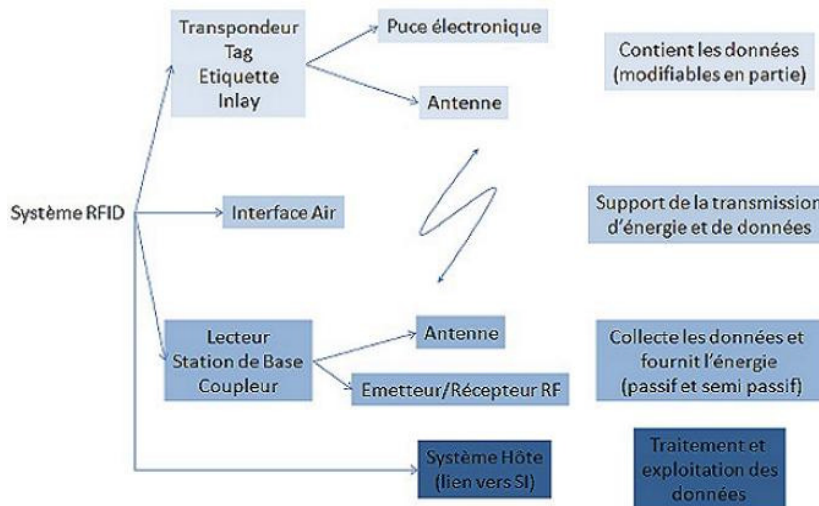 Transpondeur
Tag
Etiquette
Inlay
Puce électronique
Antenne
Contient les données
(modifiables en partie)
Système RFID
Interface Air
Support de la transmission
d'énergie et de données
Lecteur
Station de Base
Coupleur
Antenne
Emetteur/Récepteur RF
Collecte les données et
fournit l'énergie
(passif et semi passif)
Système Hôte
(lien vers SI)
Traitement et
exploitation des
données